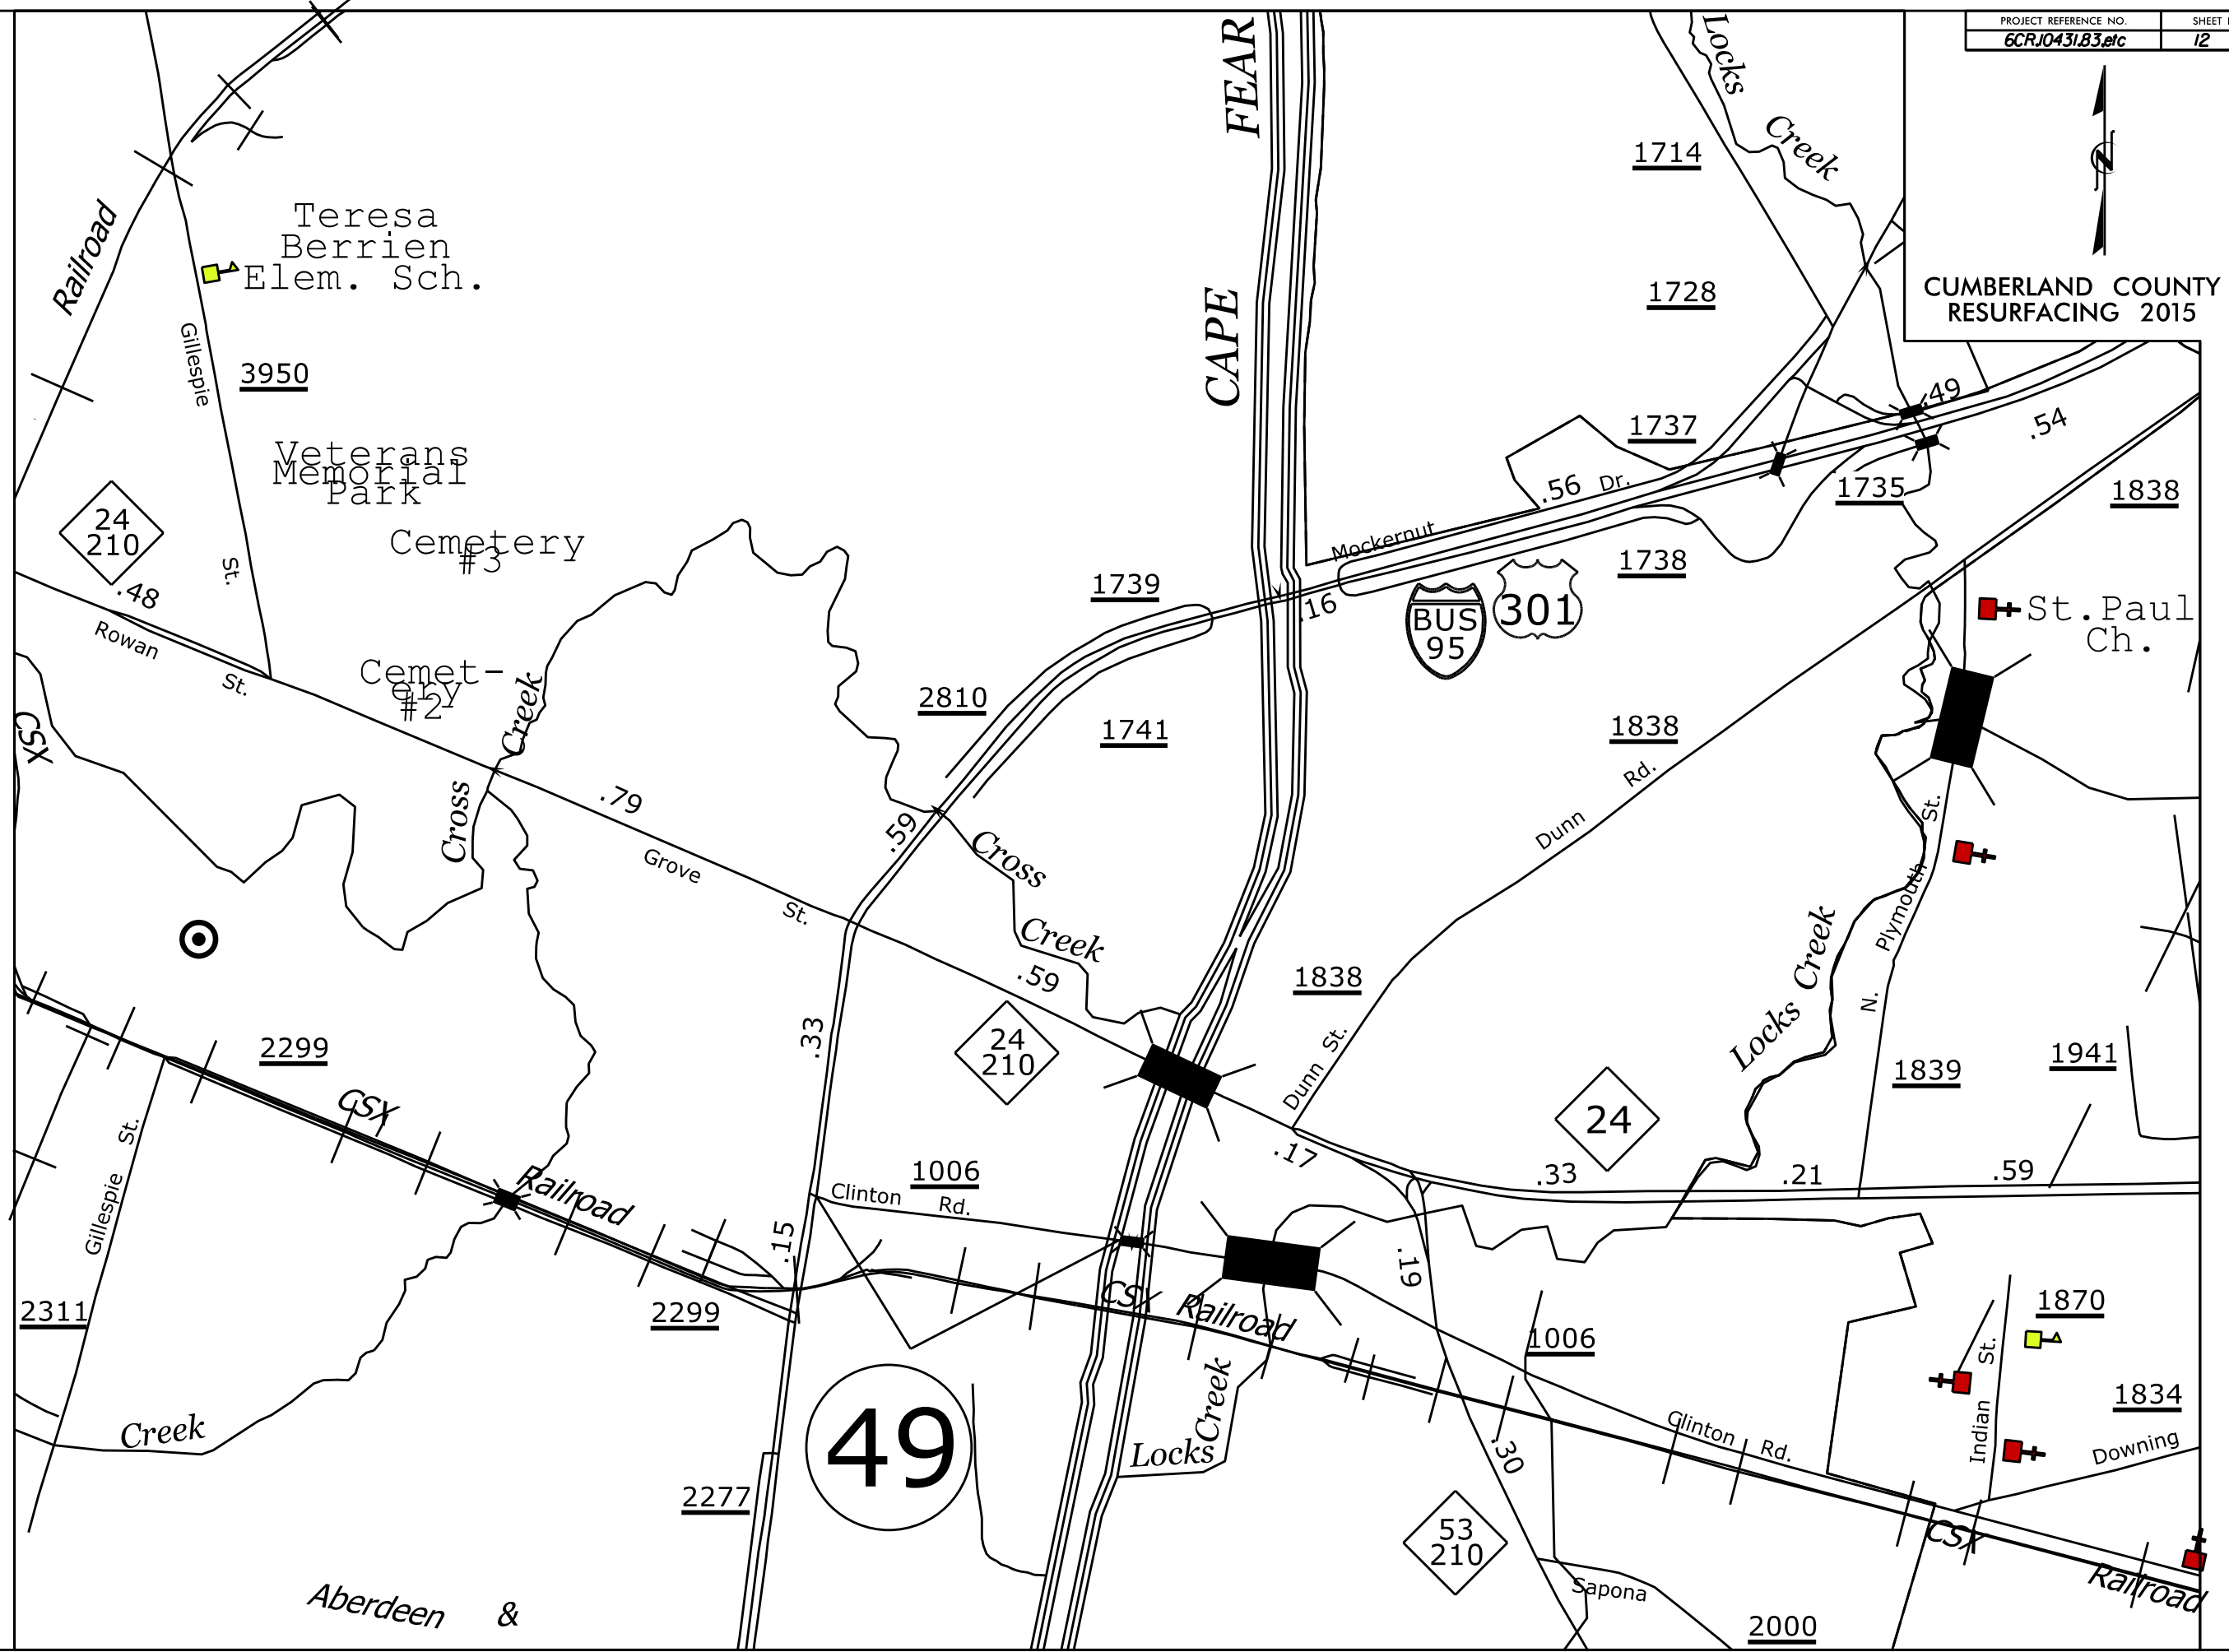 PROJECT REFERENCE NO.
SHEET
6CR.10431.83,etc
12
CUMBERLAND COUNTY
RESURFACING 2015
Locks
Creek
FEAR
CAPE
1714
1728
1737
.49
.54
1735
1838
.56
Dr.
Mockernut
1738
.16
BUS
95
301
Railroad
Teresa
Berrien
Elem. Sch.
Gillespie
St.
3950
Veterans
Memorial
Park
24
210
Cemetery
#3
.48
Rowan
St.
Cemet-
ery
#2
CSX
Creek
Cross
1739
2810
1741
.79
Grove
St.
.59
Cross
Creek
.59
1838
Dunn
Rd.
St.Paul
Ch.
N. Plymouth St.
Locks Creek
1838
Dunn St.
.33
24
210
24
1839
1941
2299
CSX
Railroad
Gillespie St.
1006
Clinton Rd.
.17
.33
.21
.59
.15
.19
2311
2299
CSX Railroad
1006
1870
Indian St.
1834
Downing
Creek
49
Locks
Creek
Clinton Rd.
.30
2277
53
210
CSX
Railroad
Sapona
2000
Aberdeen &